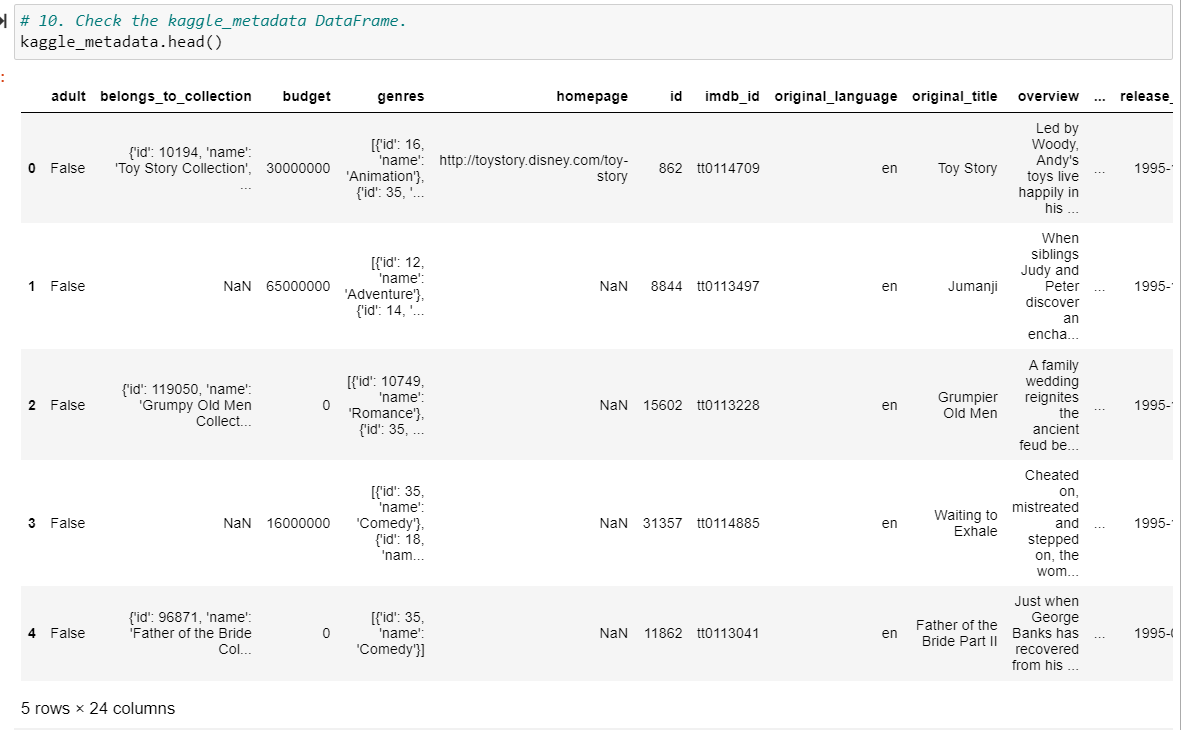 # 10. Check the kaggle_metadata DataFrame.
kaggle_metadata.head()
:
adult belongs_to_collection budget genres homepage id imdb_id original_language original_title overview ... release_
0 False {'id': 10194, 'name': 'Toy Story Collection', ... 30000000 [{'id': 16, 'name': 'Animation'}, {'id': 35, '... http://toystory.disney.com/toy-story 862 tt0114709 en Toy Story Led by Woody, Andy's toys live happily in his ... ... 1995-
1 False NaN 65000000 [{'id': 12, 'name': 'Adventure'}, {'id': 14, '... NaN 8844 tt0113497 en Jumanji When siblings Judy and Peter discover an encha... ... 1995-
2 False {'id': 119050, 'name': 'Grumpy Old Men Collect... 0 [{'id': 10749, 'name': 'Romance'}, {'id': 35, ... NaN 15602 tt0113228 en Grumpier Old Men A family wedding reignites the ancient feud be... ... 1995-
3 False NaN 16000000 [{'id': 35, 'name': 'Comedy'}, {'id': 18, 'nam... NaN 31357 tt0114885 en Waiting to Exhale Cheated on, mistreated and stepped on, the wom... ... 1995-
4 False {'id': 96871, 'name': 'Father of the Bride Col... 0 [{'id': 35, 'name': 'Comedy'}] NaN 11862 tt0113041 en Father of the Bride Part II Just when George Banks has recovered from his ... ... 1995-
5 rows × 24 columns